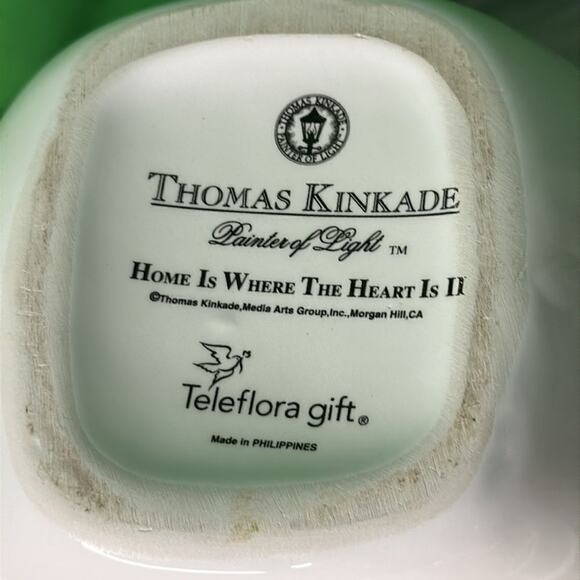 THOMAS KINKADE
PAINTER OF LIGHT
THOMAS KINKADE
Painter of Light ™
HOME IS WHERE THE HEART IS II
©Thomas Kinkade,Media Arts Group,Inc.,Morgan Hill,CA
Teleflora gift®
Made in PHILIPPINES